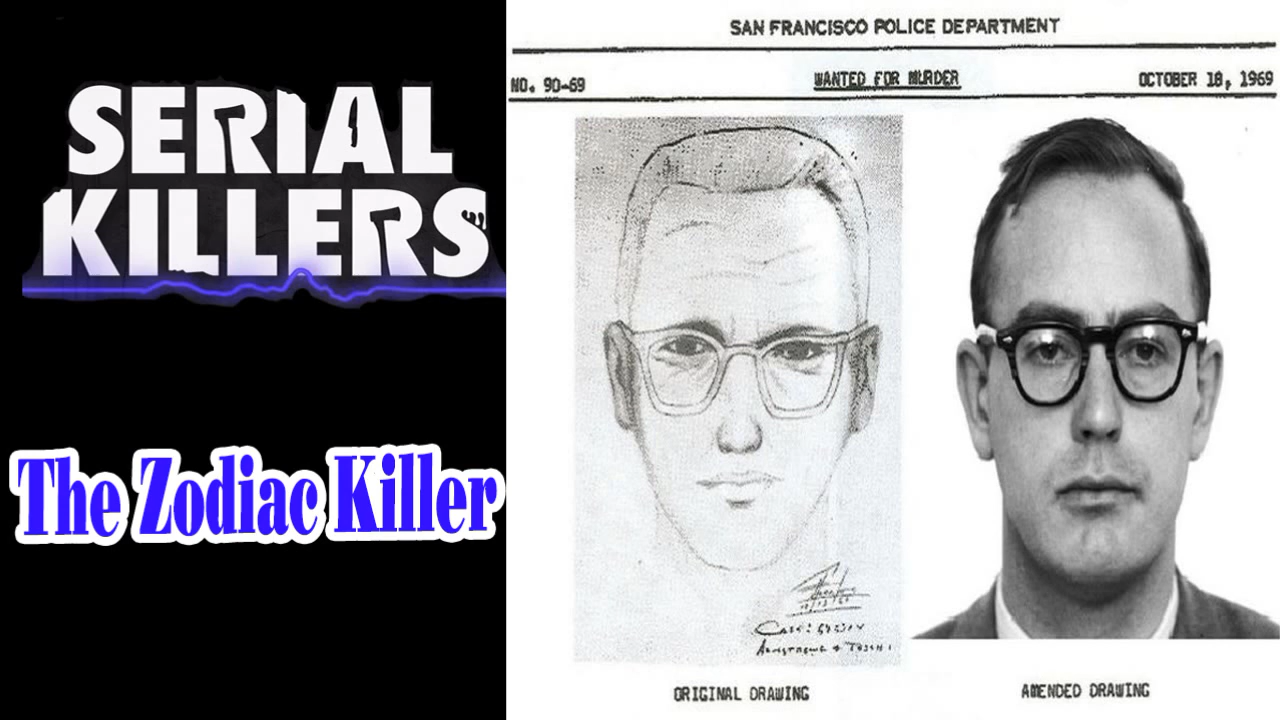 SERIAL
KILLERS
The Zodiac Killer
SAN FRANCISCO POLICE DEPARTMENT
NO. 90-69
WANTED FOR MURDER
OCTOBER 18, 1969
ORIGINAL DRAWING
AMENDED DRAWING